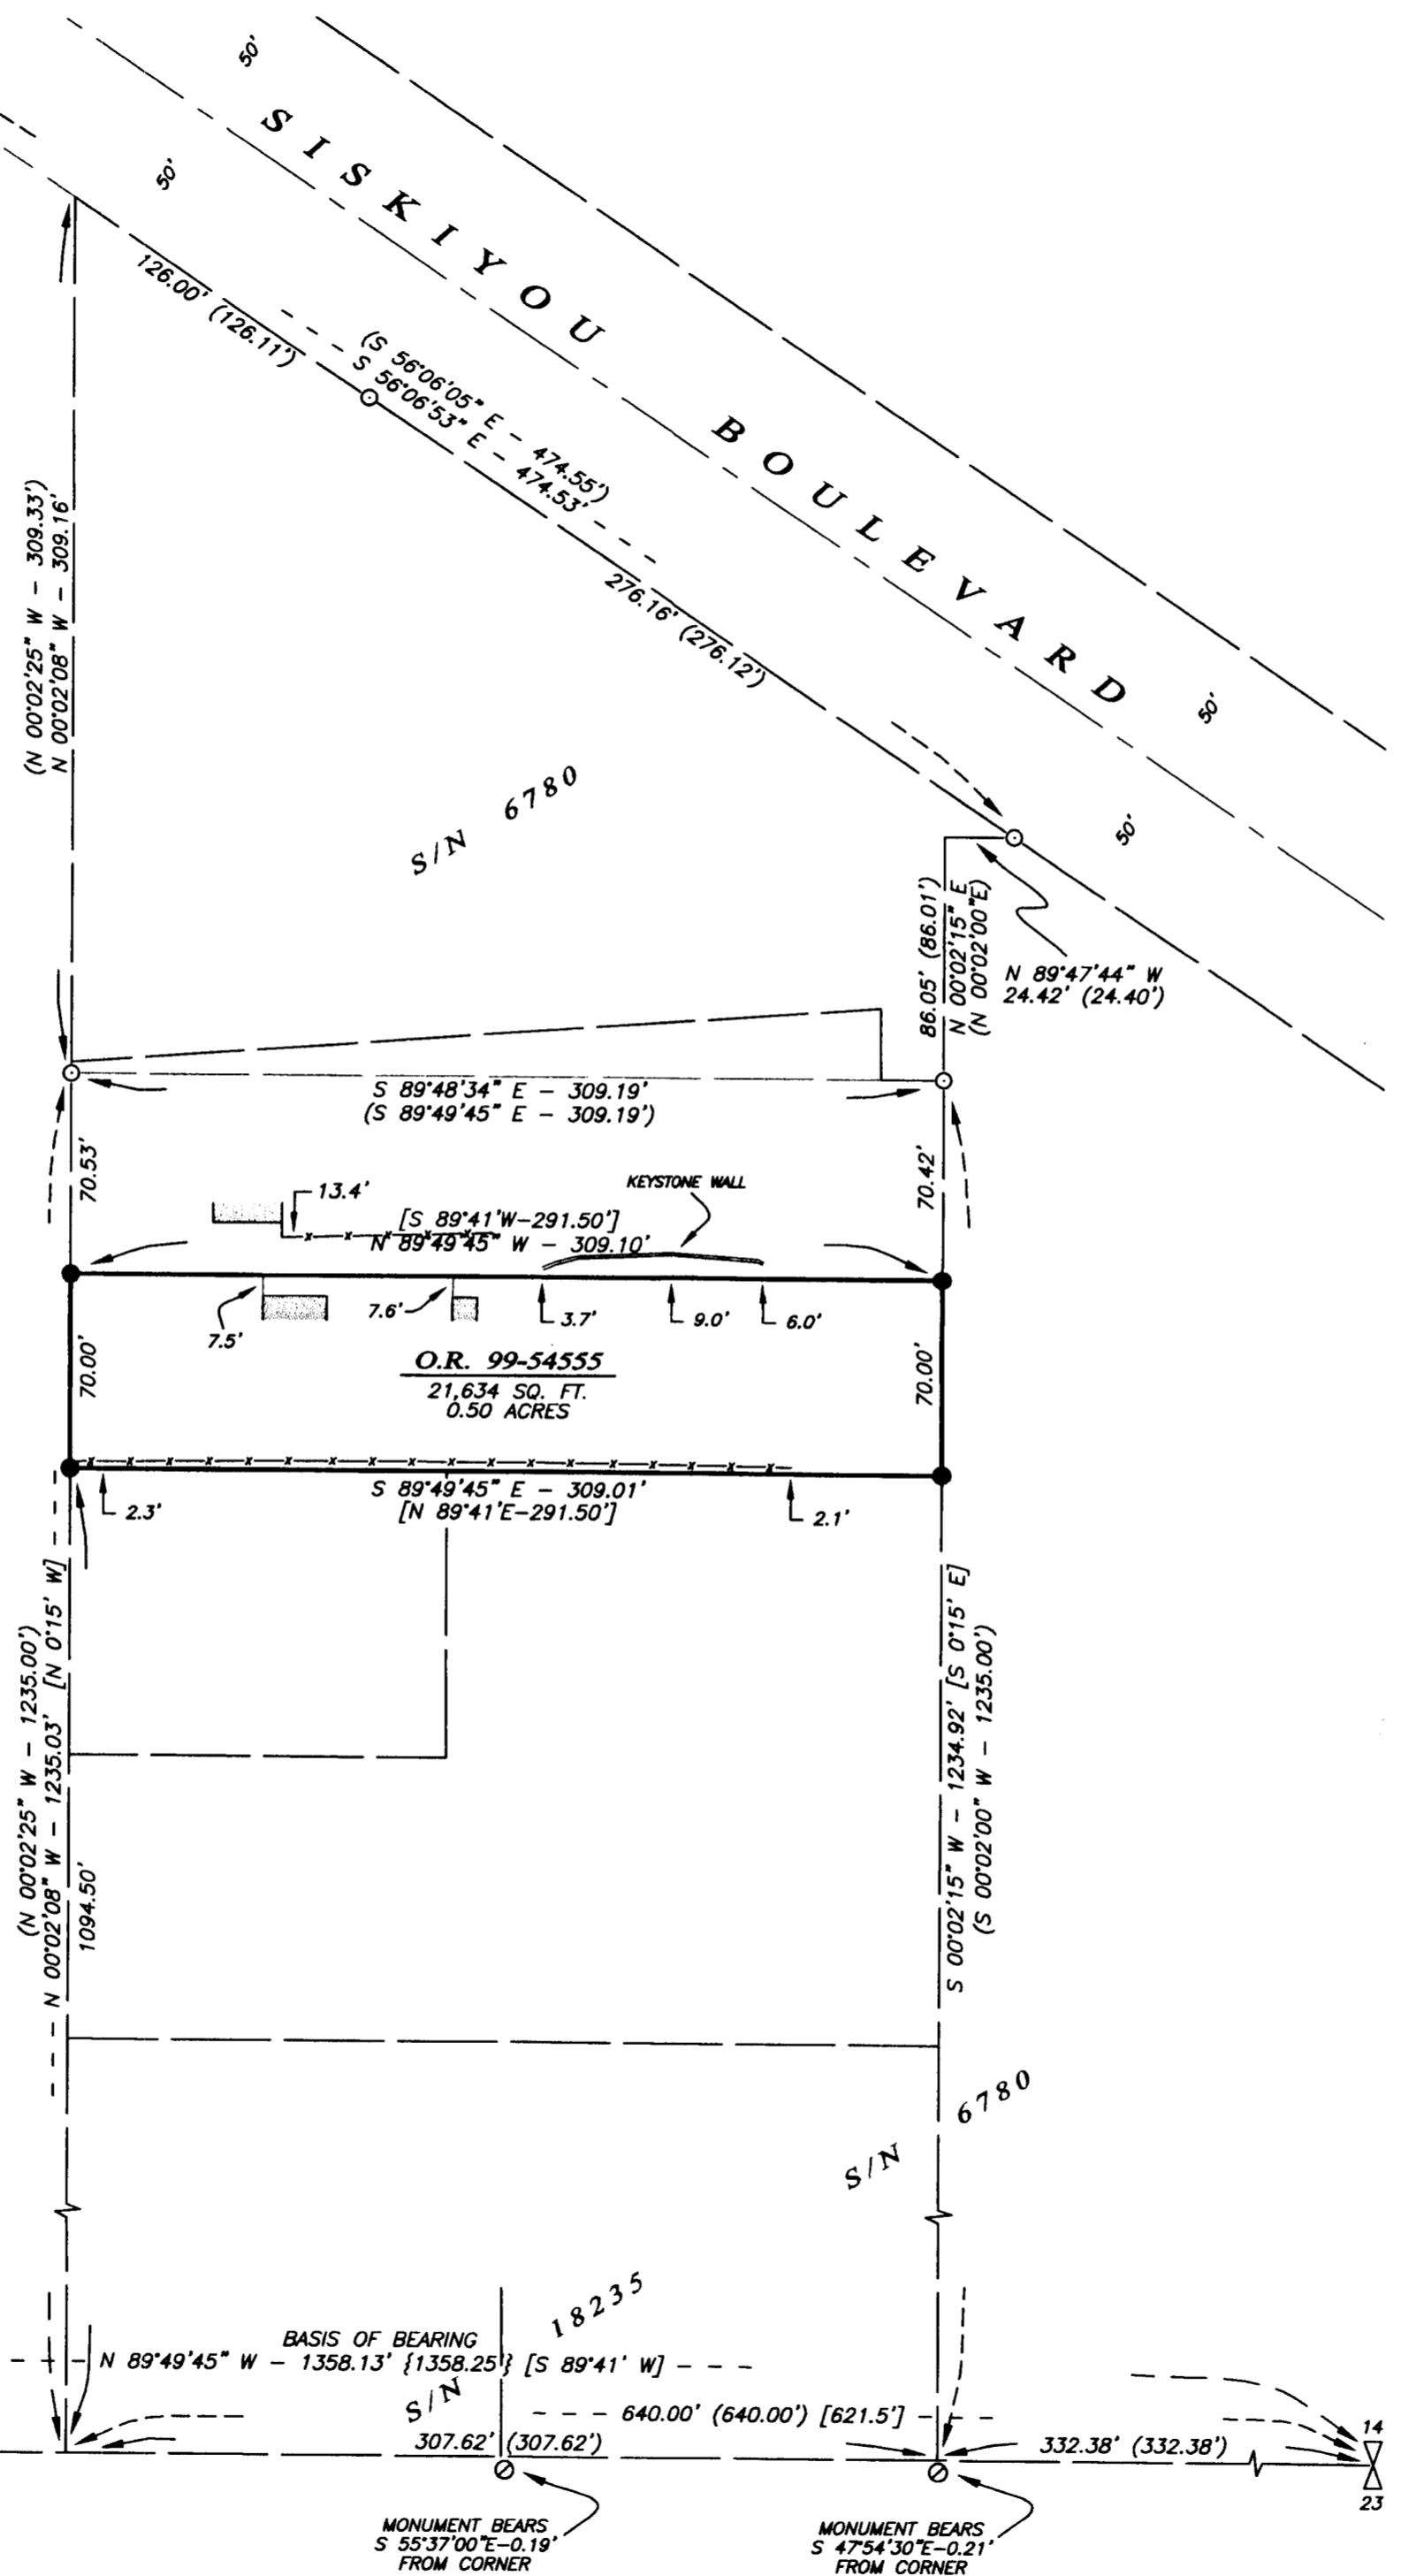 50'
50'
SISKIYOU BOULEVARD
50'
50'
126.00' (126.11')
(S 56°06'05" E - 474.55')
S 56°06'53" E - 474.53'
276.16' (276.12')
(N 00°02'25" W - 309.33')
N 00°02'08" W - 309.16'
S/N 6780
86.05' (86.01')
N 00°02'15" E
(N 00°02'00"E)
N 89°47'44" W
24.42' (24.40')
S 89°48'34" E - 309.19'
(S 89°49'45" E - 309.19')
70.53'
70.42'
13.4'
KEYSTONE WALL
[S 89°41'W-291.50']
N 89°49'45" W - 309.10'
7.5'
7.6'
3.7'
9.0'
6.0'
70.00'
O.R. 99-54555
21,634 SQ. FT.
0.50 ACRES
70.00'
S 89°49'45" E - 309.01'
[N 89°41'E-291.50']
2.3'
2.1'
(N 00°02'25" W - 1235.00')
N 00°02'08" W - 1235.03' [N 0°15' W]
1094.50'
S 00°02'15" W - 1234.92' [S 0°15' E]
(S 00°02'00" W - 1235.00')
S/N 6780
S/N 18235
BASIS OF BEARING
N 89°49'45" W - 1358.13' {1358.25'} [S 89°41' W]
640.00' (640.00') [621.5']
307.62' (307.62')
332.38' (332.38')
14
23
MONUMENT BEARS
S 55°37'00"E-0.19'
FROM CORNER
MONUMENT BEARS
S 47°54'30"E-0.21'
FROM CORNER